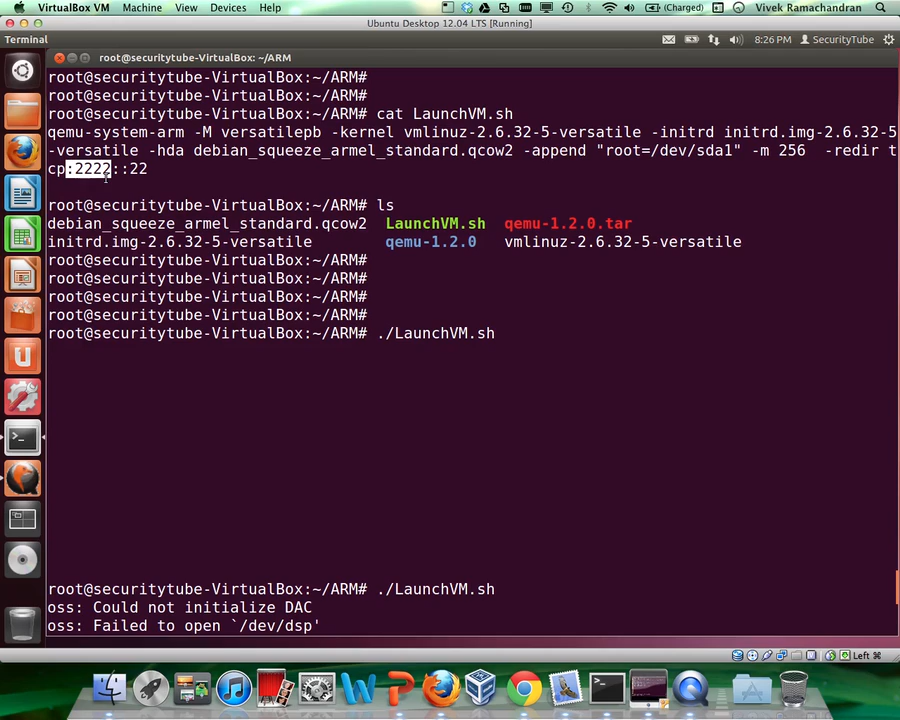 VirtualBox VM Machine View Devices Help (Charged) Vivek Ramachandran
Ubuntu Desktop 12.04 LTS [Running]
Terminal 8:26 PM SecurityTube
root@securitytube-VirtualBox: ~/ARM
root@securitytube-VirtualBox:~/ARM#
root@securitytube-VirtualBox:~/ARM#
root@securitytube-VirtualBox:~/ARM# cat LaunchVM.sh
qemu-system-arm -M versatilepb -kernel vmlinuz-2.6.32-5-versatile -initrd initrd.img-2.6.32-5
-versatile -hda debian_squeeze_armel_standard.qcow2 -append "root=/dev/sda1" -m 256  -redir t
cp:2222::22
root@securitytube-VirtualBox:~/ARM# ls
debian_squeeze_armel_standard.qcow2 LaunchVM.sh qemu-1.2.0.tar
initrd.img-2.6.32-5-versatile qemu-1.2.0 vmlinuz-2.6.32-5-versatile
root@securitytube-VirtualBox:~/ARM#
root@securitytube-VirtualBox:~/ARM#
root@securitytube-VirtualBox:~/ARM#
root@securitytube-VirtualBox:~/ARM#
root@securitytube-VirtualBox:~/ARM# ./LaunchVM.sh
root@securitytube-VirtualBox:~/ARM# ./LaunchVM.sh
oss: Could not initialize DAC
oss: Failed to open `/dev/dsp'
Left ⌘